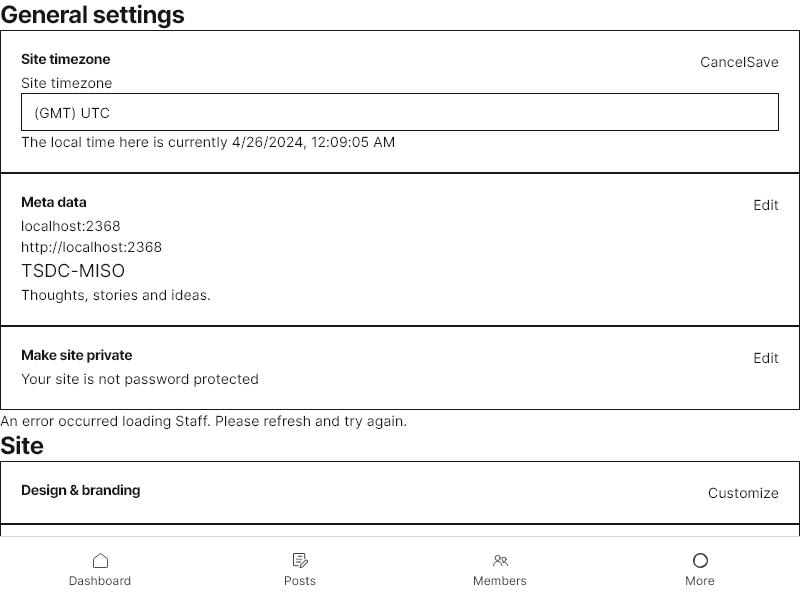 General settings
Site timezone
CancelSave
Site timezone
(GMT) UTC
The local time here is currently 4/26/2024, 12:09:05 AM
Meta data
Edit
localhost:2368
http://localhost:2368
TSDC-MISO
Thoughts, stories and ideas.
Make site private
Edit
Your site is not password protected
An error occurred loading Staff. Please refresh and try again.
Site
Design & branding
Customize
Dashboard
Posts
Members
More